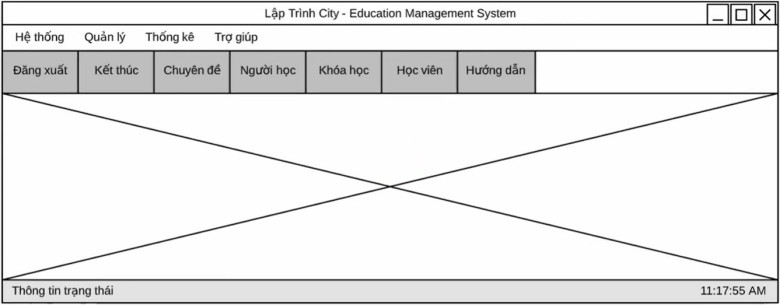 Lập Trình City - Education Management System
Hệ thống Quản lý Thống kê Trợ giúp
Đăng xuất Kết thúc Chuyên đề Người học Khóa học Học viên Hướng dẫn
Thông tin trạng thái 11:17:55 AM